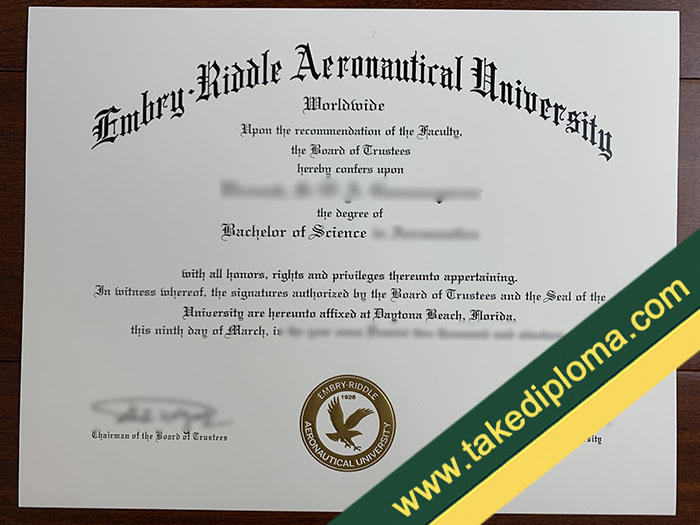 Embry-Riddle Aeronautical University
Worldwide
Upon the recommendation of the Faculty,
the Board of Trustees
hereby confers upon
the degree of
Bachelor of Science
with all honors, rights and privileges thereunto appertaining.
In witness whereof, the signatures authorized by the Board of Trustees and the Seal of the
University are hereunto affixed at Daytona Beach, Florida,
this ninth day of March,
Chairman of the Board of Trustees
EMBRY-RIDDLE
1926
AERONAUTICAL UNIVERSITY
www.takediploma.com